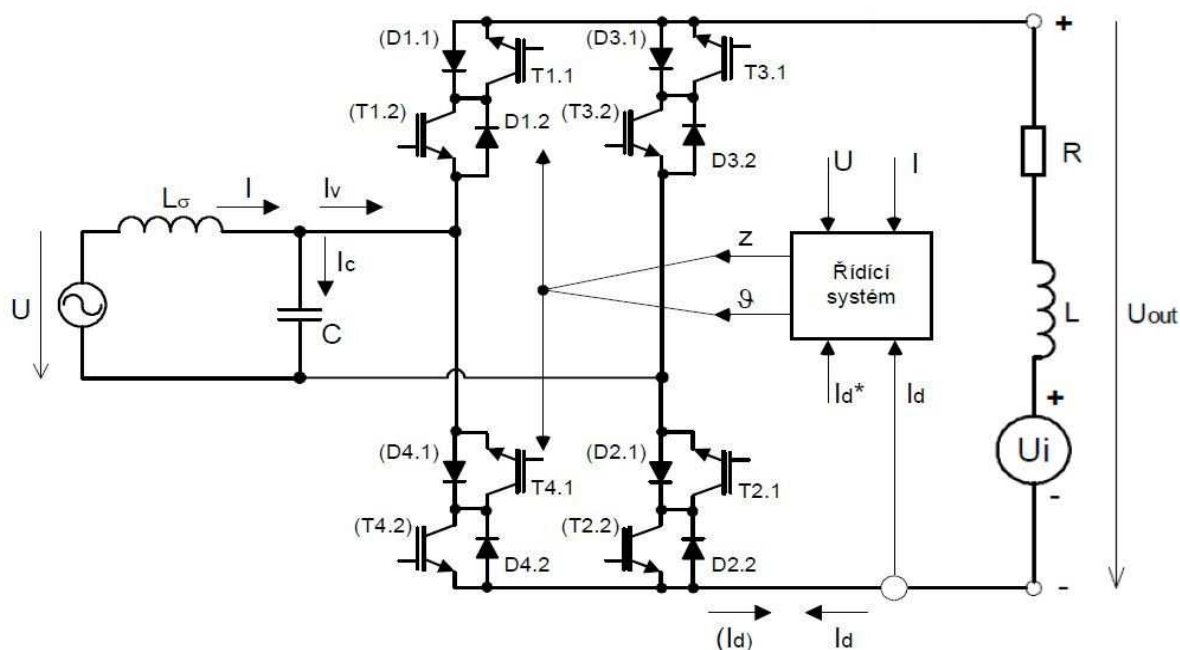 (D1.1)
T1.1
(T1.2)
D1.2
(D3.1)
T3.1
(T3.2)
D3.2
+
R
L
Uout
+
Ui
-
-
U
I
Řídící
systém
z
ϑ
Id*
Id
Lσ
I
Iv
Ic
C
U
(D4.1)
T4.1
(T4.2)
D4.2
(D2.1)
T2.1
(T2.2)
D2.2
(Id)
Id